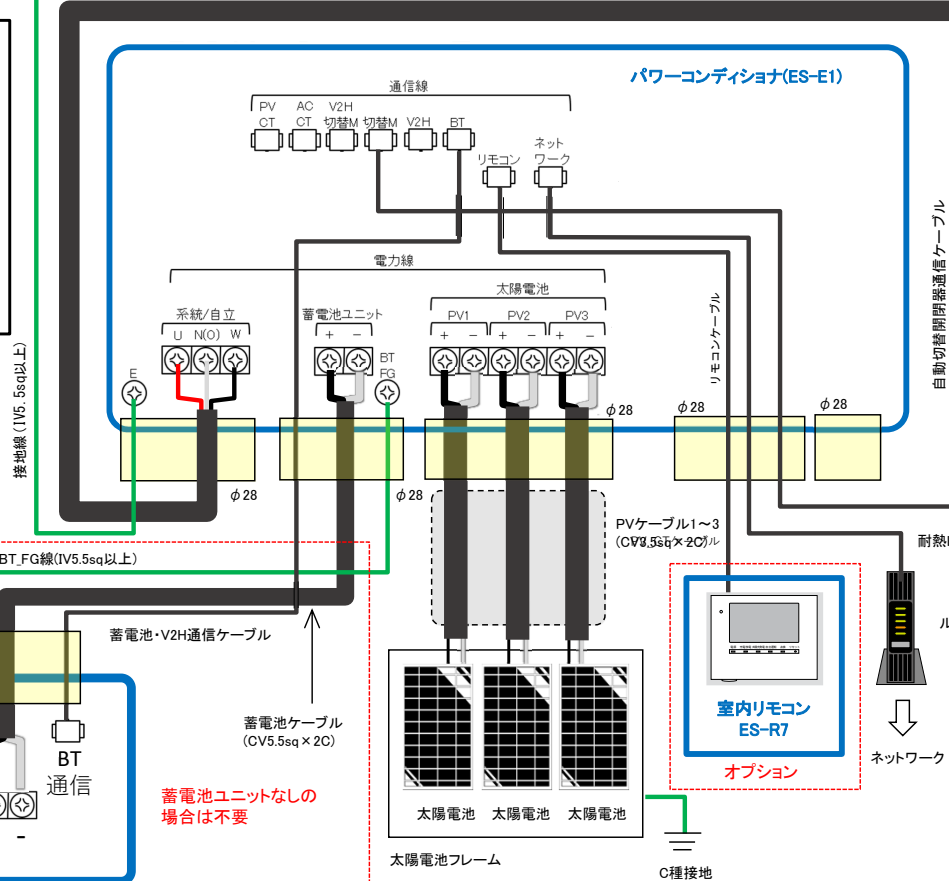 パワーコンディショナ(ES-E1)
通信線
PV
CT
AC
CT
V2H
切替M
切替M
V2H
BT
リモコン
ネット
ワーク
電力線
太陽電池
系統/自立
U N(O) W
蓄電池ユニット
+ −
PV1
+ −
PV2
+ −
PV3
+ −
E
BT
FG
φ28
φ28
φ28
φ28
φ28
接地線(IV5.5sq以上)
リモコンケーブル
自動切替開閉器通信ケーブル
BT_FG線(IV5.5sq以上)
PVケーブル1～3
耐熱
蓄電池・V2H通信ケーブル
蓄電池ケーブル
(CV5.5sq×2C)
BT
通信
-
蓄電池ユニットなしの
場合は不要
太陽電池
太陽電池
太陽電池
太陽電池フレーム
C種接地
室内リモコン
ES-R7
オプション
ル
ネットワーク